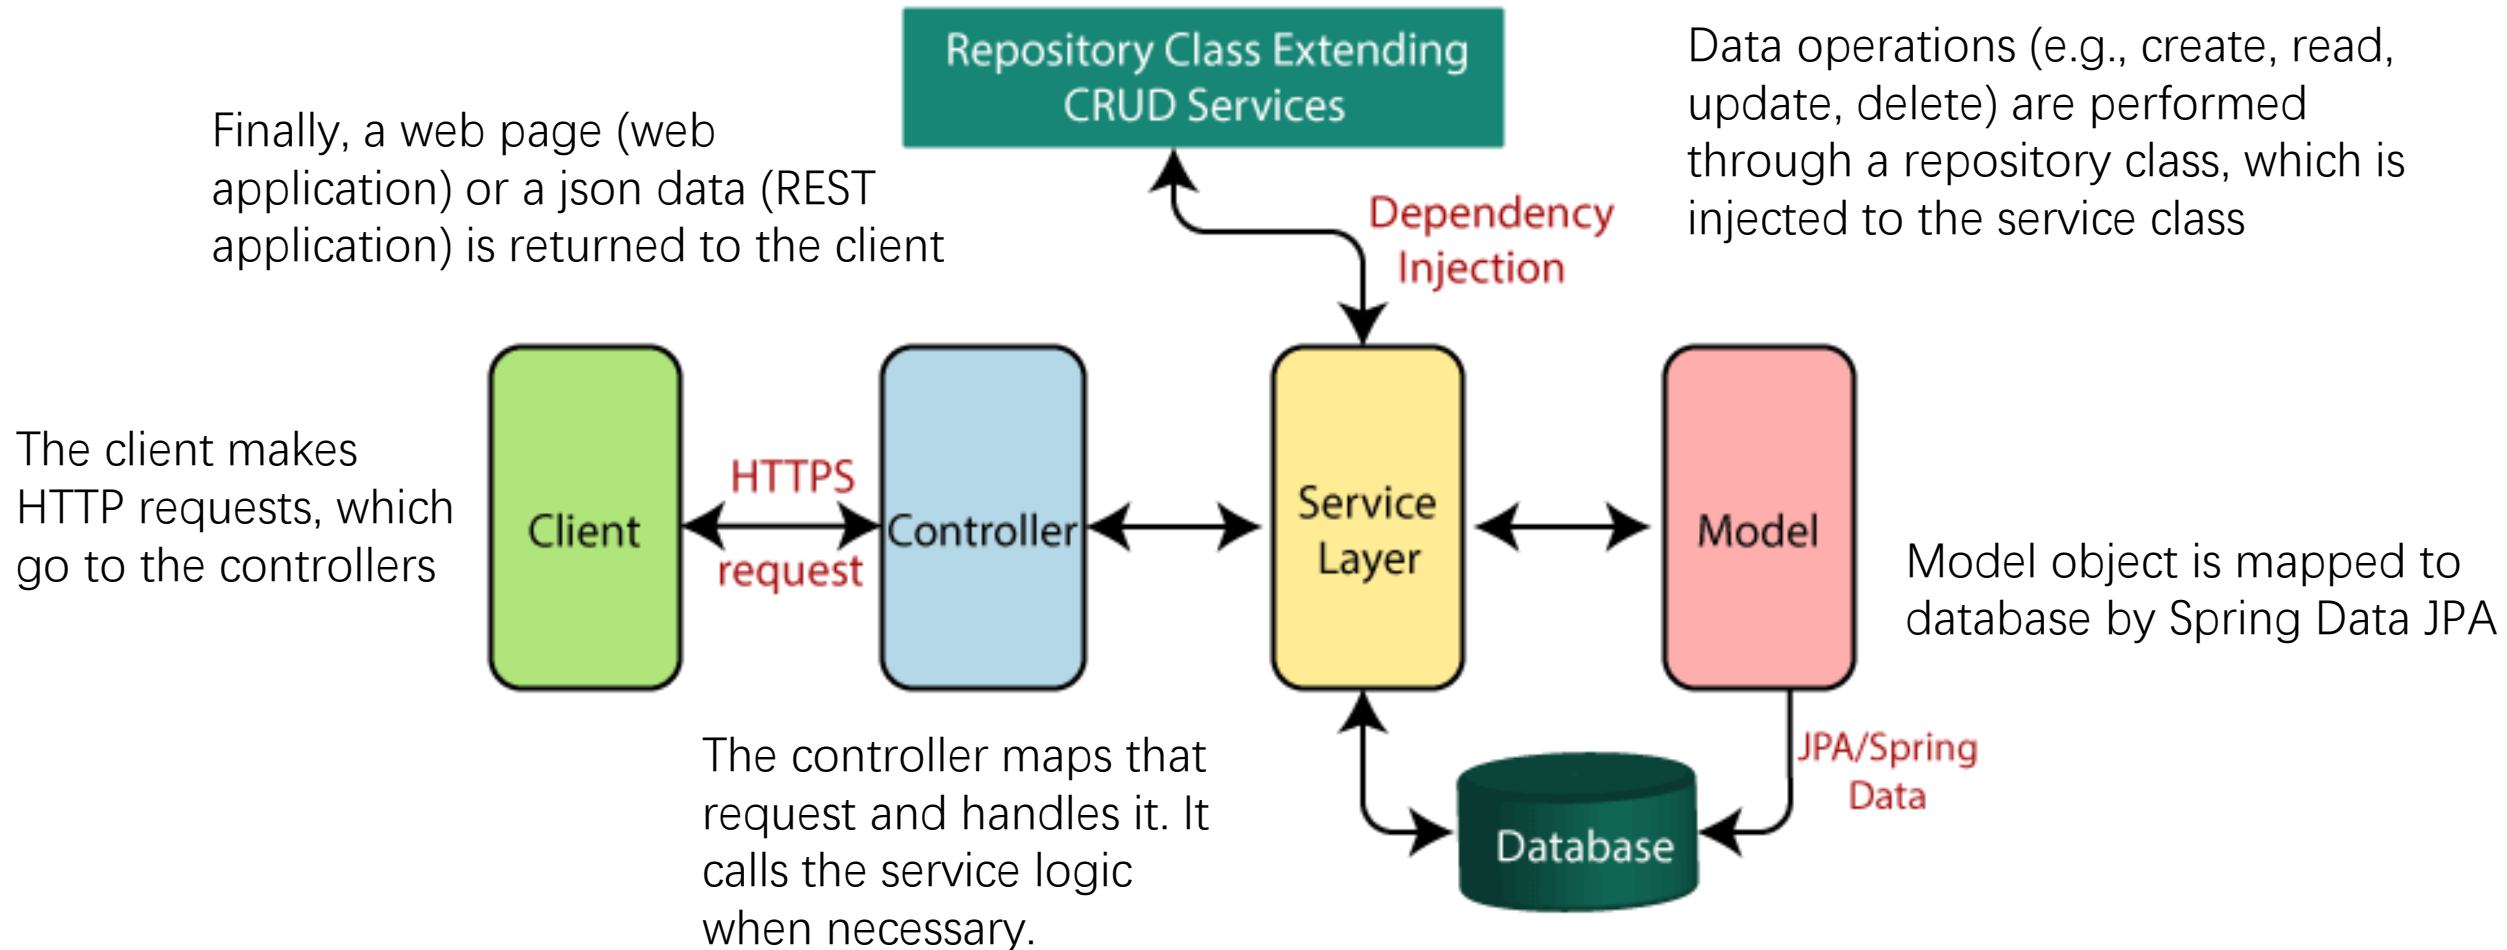 Repository Class Extending
CRUD Services
Data operations (e.g., create, read,
update, delete) are performed
through a repository class, which is
injected to the service class
Finally, a web page (web
application) or a json data (REST
application) is returned to the client
Dependency
Injection
The client makes
HTTP requests, which
go to the controllers
Client
HTTPS
request
Controller
Service
Layer
Model
Model object is mapped to
database by Spring Data JPA
The controller maps that
request and handles it. It
calls the service logic
when necessary.
JPA/Spring
Data
Database